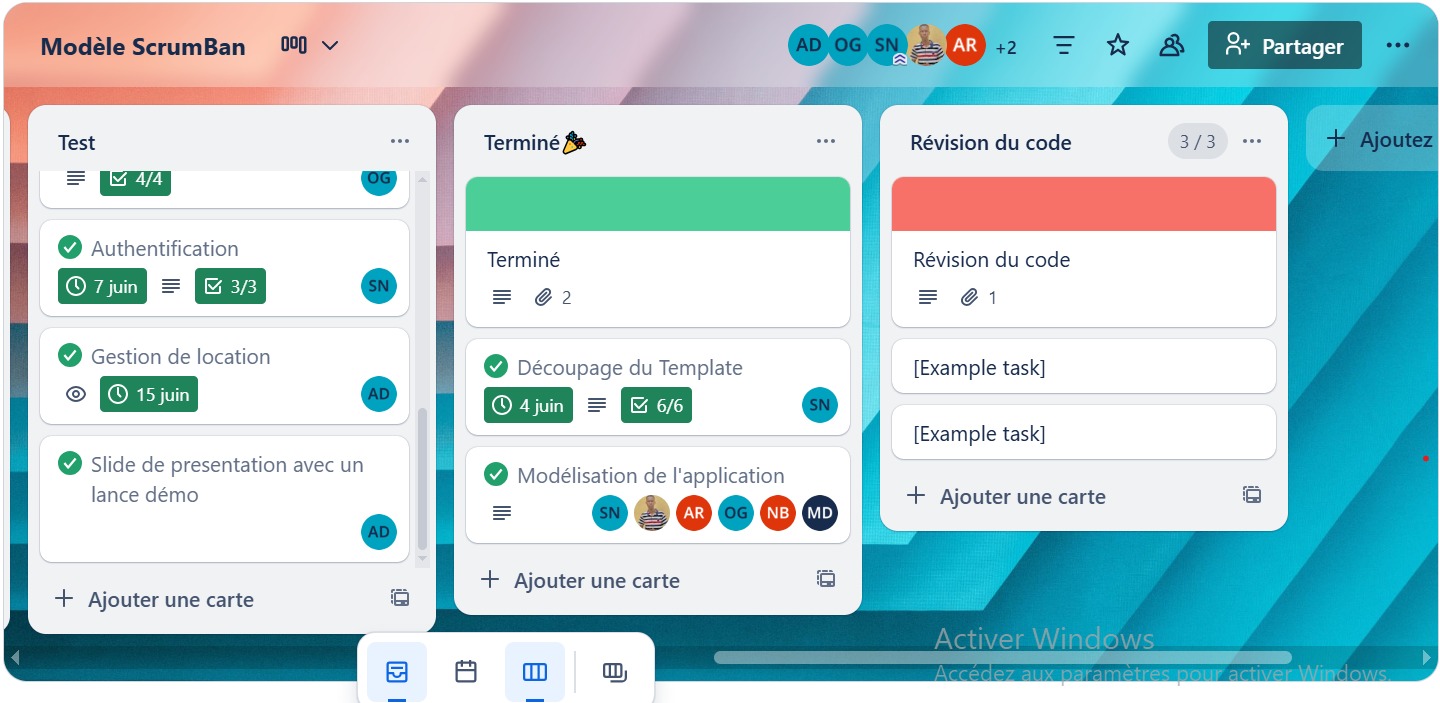 Modèle ScrumBan
AD OG SN AR +2
Partager
Test
4/4
OG
Authentification
7 juin
3/3
SN
Gestion de location
15 juin
AD
Slide de presentation avec un
lance démo
AD
Ajouter une carte
Terminé
Terminé
2
Découpage du Template
4 juin
6/6
SN
Modélisation de l'application
SN AR OG NB MD
Ajouter une carte
Révision du code
3 / 3
Révision du code
1
[Example task]
[Example task]
Ajouter une carte
Ajoutez
Activer Windows
Accédez aux paramètres pour activer Windows.